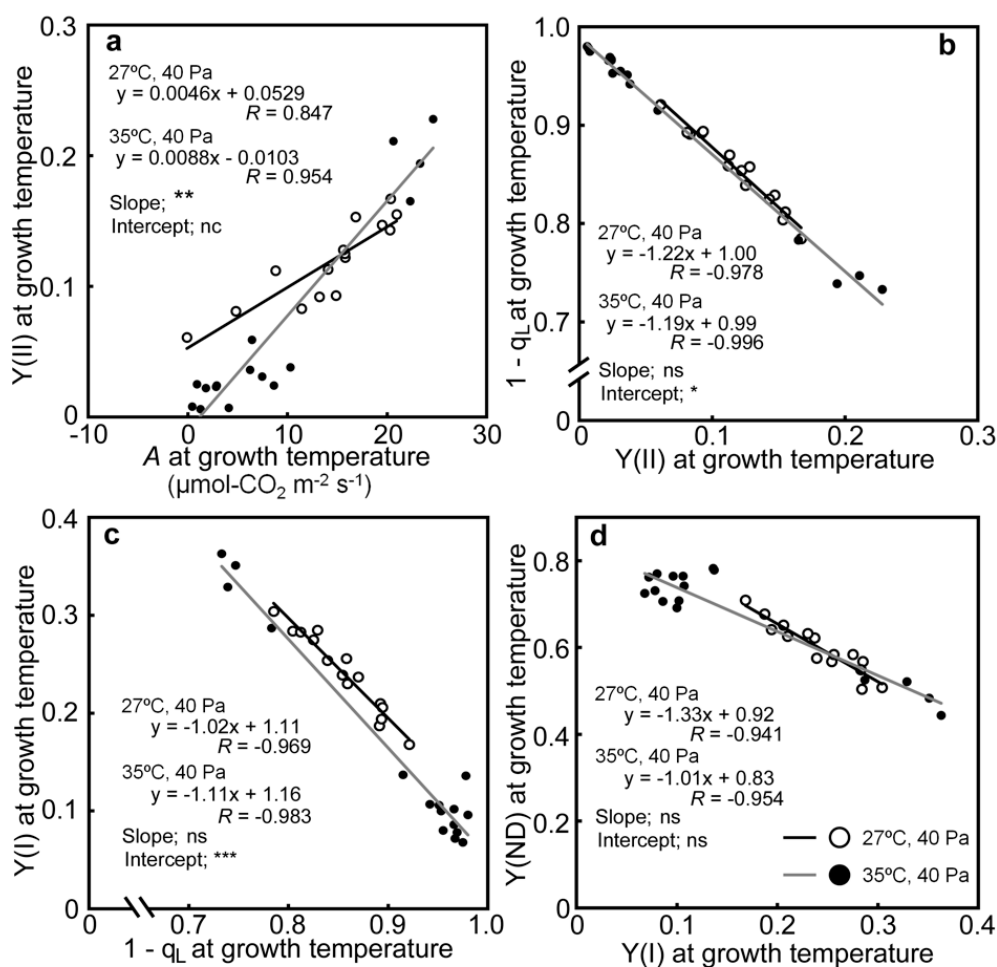 a
0.3
0.2
0.1
0
Y(II) at growth temperature
27ºC, 40 Pa
y = 0.0046x + 0.0529
R = 0.847
35ºC, 40 Pa
y = 0.0088x - 0.0103
R = 0.954
Slope; **
Intercept; nc
-10 0 10 20 30
A at growth temperature
(µmol-CO₂ m⁻² s⁻¹)
b
1.0
0.9
0.8
0.7
0
1 - qL at growth temperature
27ºC, 40 Pa
y = -1.22x + 1.00
R = -0.978
35ºC, 40 Pa
y = -1.19x + 0.99
R = -0.996
Slope; ns
Intercept; *
0 0.1 0.2 0.3
Y(II) at growth temperature
c
0.4
0.3
0.2
0.1
0
Y(I) at growth temperature
27ºC, 40 Pa
y = -1.02x + 1.11
R = -0.969
35ºC, 40 Pa
y = -1.11x + 1.16
R = -0.983
Slope; ns
Intercept; ***
0 0.7 0.8 0.9 1.0
1 - qL at growth temperature
d
0.8
0.6
0.4
0.2
0
Y(ND) at growth temperature
27ºC, 40 Pa
y = -1.33x + 0.92
R = -0.941
35ºC, 40 Pa
y = -1.01x + 0.83
R = -0.954
Slope; ns
Intercept; ns
27ºC, 40 Pa
35ºC, 40 Pa
0 0.1 0.2 0.3 0.4
Y(I) at growth temperature